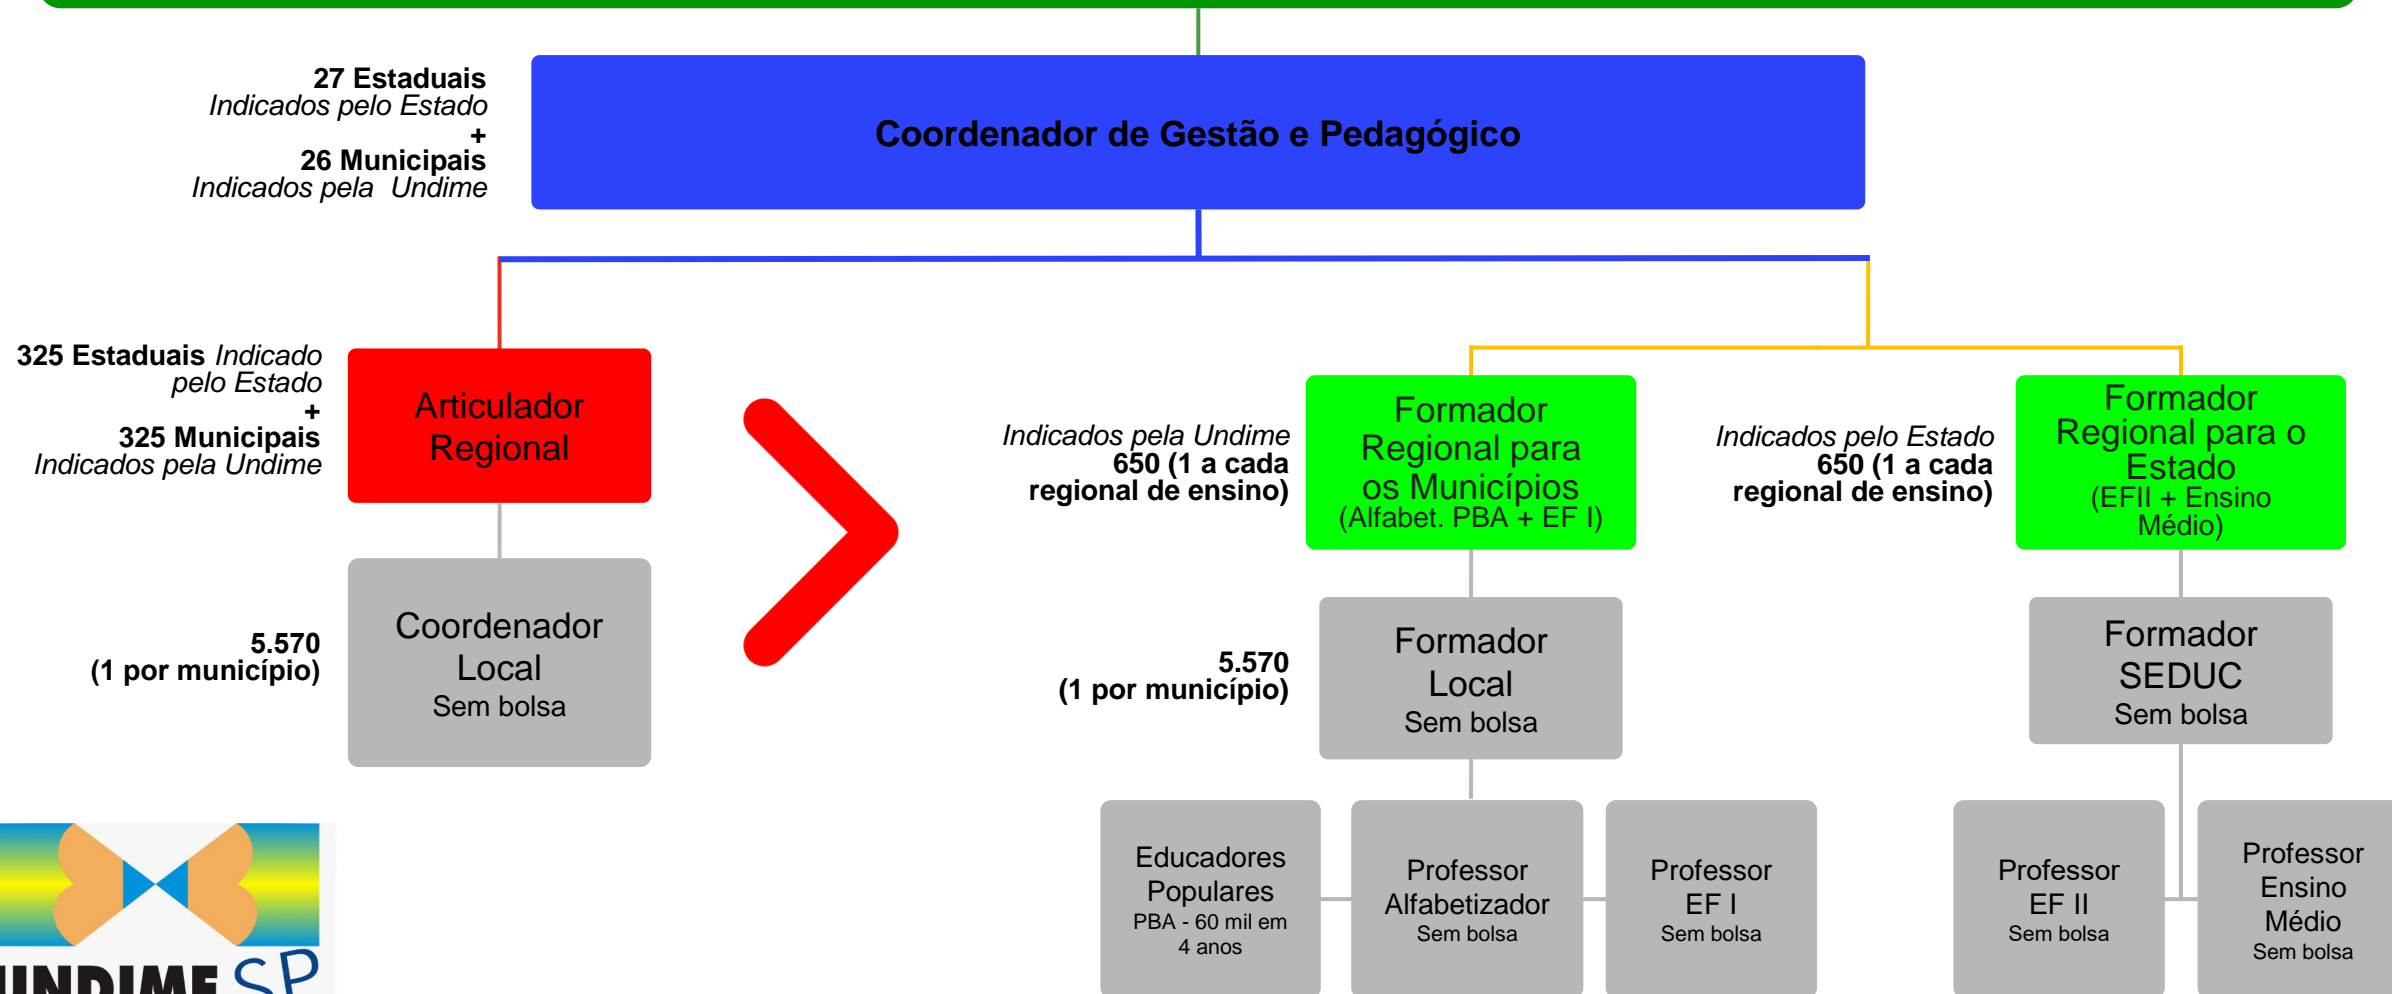 27 Estaduais
Indicados pelo Estado
+
26 Municipais
Indicados pela Undime
Coordenador de Gestão e Pedagógico
325 Estaduais Indicado
pelo Estado
+
325 Municipais
Indicados pela Undime
Articulador
Regional
Indicados pela Undime
650 (1 a cada
regional de ensino)
Formador
Regional para
os Municípios
(Alfabet. PBA + EF I)
Indicados pelo Estado
650 (1 a cada
regional de ensino)
Formador
Regional para o
Estado
(EFII + Ensino
Médio)
5.570
(1 por município)
Coordenador
Local
Sem bolsa
5.570
(1 por município)
Formador
Local
Sem bolsa
Formador
SEDUC
Sem bolsa
Educadores
Populares
PBA - 60 mil em
4 anos
Professor
Alfabetizador
Sem bolsa
Professor
EF I
Sem bolsa
Professor
EF II
Sem bolsa
Professor
Ensino
Médio
Sem bolsa
UNDIME SP